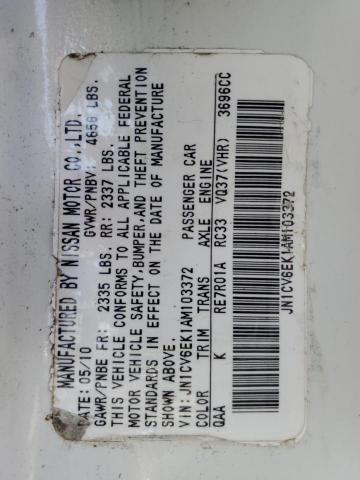 MANUFACTURED BY NISSAN MOTOR CO.,LTD.
DATE:05/10 GVWR/PNBV: 4656 LBS.
GAWR/PNBE FR: 2335 LBS. RR: 2337 LBS.
THIS VEHICLE CONFORMS TO ALL APPLICABLE FEDERAL
MOTOR VEHICLE SAFETY,BUMPER,AND THEFT PREVENTION
STANDARDS IN EFFECT ON THE DATE OF MANUFACTURE
SHOWN ABOVE.
VIN:JN1CV6EK1AM103372 PASSENGER CAR
COLOR TRIM TRANS AXLE ENGINE
QAA K RE7R01A RC33 VQ37(VHR) 3696CC
JN1CV6EK1AM103372